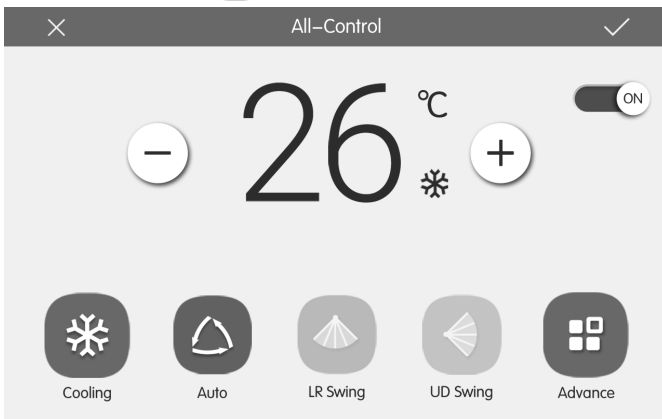 All-Control
26 °C
ON
Cooling
Auto
LR Swing
UD Swing
Advance